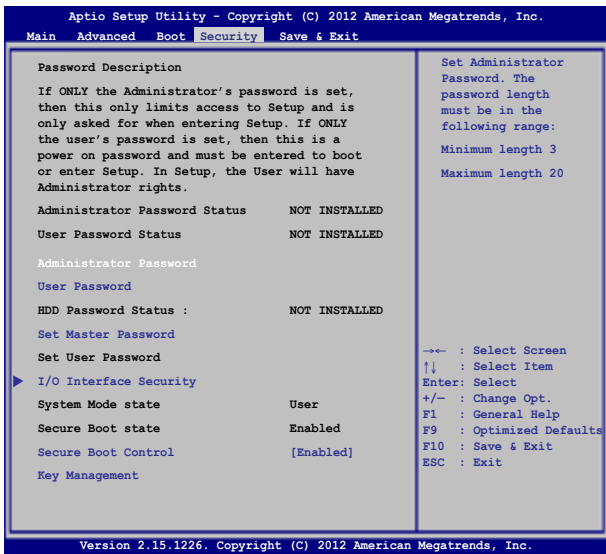 Aptio Setup Utility - Copyright (C) 2012 American Megatrends, Inc.
Main Advanced Boot Security Save & Exit
Password Description
If ONLY the Administrator's password is set,
then this only limits access to Setup and is
only asked for when entering Setup. If ONLY
the user's password is set, then this is a
power on password and must be entered to boot
or enter Setup. In Setup, the User will have
Administrator rights.
Administrator Password Status NOT INSTALLED
User Password Status NOT INSTALLED
Administrator Password
User Password
HDD Password Status : NOT INSTALLED
Set Master Password
Set User Password
I/O Interface Security
System Mode state User
Secure Boot state Enabled
Secure Boot Control [Enabled]
Key Management
Set Administrator
Password. The
password length
must be in the
following range:
Minimum length 3
Maximum length 20
→← : Select Screen
↑↓ : Select Item
Enter: Select
+/— : Change Opt.
F1 : General Help
F9 : Optimized Defaults
F10 : Save & Exit
ESC : Exit
Version 2.15.1226. Copyright (C) 2012 American Megatrends, Inc.